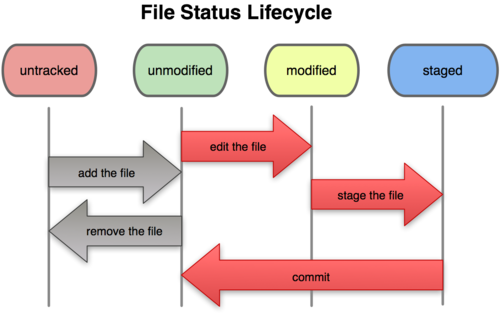 File Status Lifecycle
untracked
unmodified
modified
staged
edit the file
add the file
stage the file
remove the file
commit